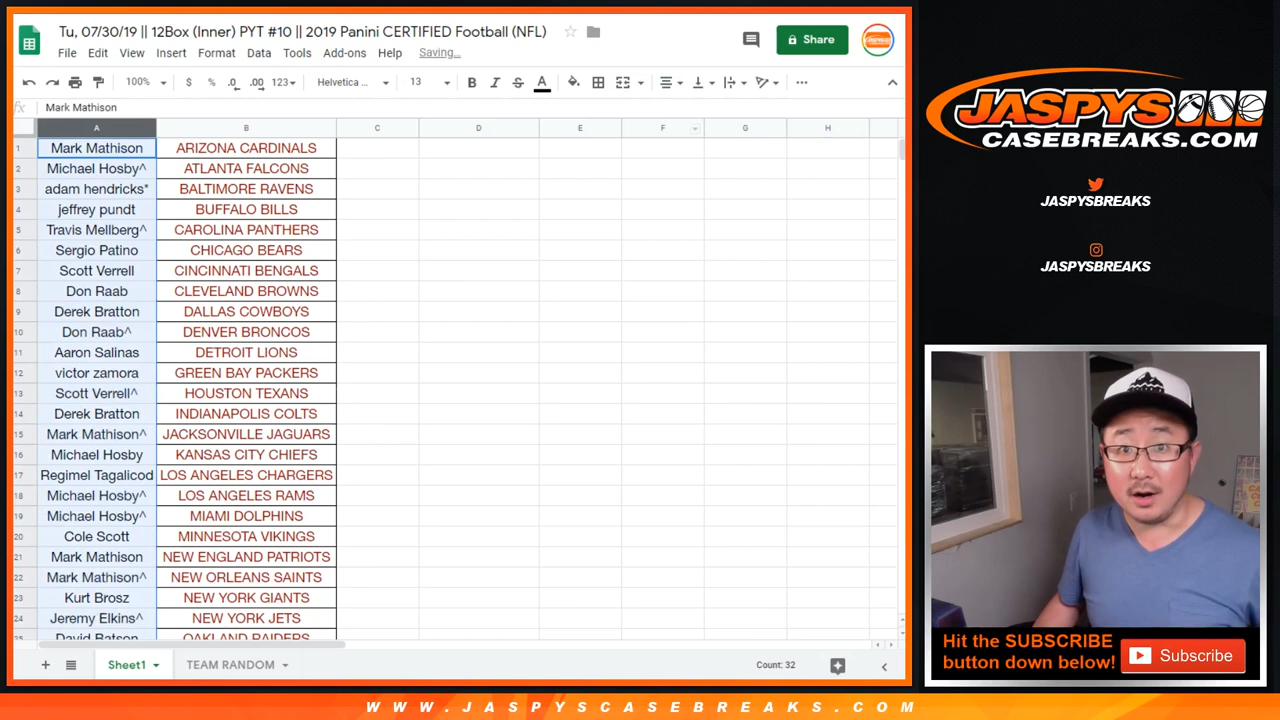 Tu, 07/30/19 || 12Box (Inner) PYT #10 || 2019 Panini CERTIFIED Football (NFL)
File Edit View Insert Format Data Tools Add-ons Help Saving…
Share
100% $ % .0 .00 123 Helvetica ... 13 B I S A
fx Mark Mathison
A B C D E F G H
1 Mark Mathison ARIZONA CARDINALS
2 Michael Hosby^ ATLANTA FALCONS
3 adam hendricks* BALTIMORE RAVENS
4 jeffrey pundt BUFFALO BILLS
5 Travis Mellberg^ CAROLINA PANTHERS
6 Sergio Patino CHICAGO BEARS
7 Scott Verrell CINCINNATI BENGALS
8 Don Raab CLEVELAND BROWNS
9 Derek Bratton DALLAS COWBOYS
10 Don Raab^ DENVER BRONCOS
11 Aaron Salinas DETROIT LIONS
12 victor zamora GREEN BAY PACKERS
13 Scott Verrell^ HOUSTON TEXANS
14 Derek Bratton INDIANAPOLIS COLTS
15 Mark Mathison^ JACKSONVILLE JAGUARS
16 Michael Hosby KANSAS CITY CHIEFS
17 Regimel Tagalicod LOS ANGELES CHARGERS
18 Michael Hosby^ LOS ANGELES RAMS
19 Michael Hosby^ MIAMI DOLPHINS
20 Cole Scott MINNESOTA VIKINGS
21 Mark Mathison NEW ENGLAND PATRIOTS
22 Mark Mathison^ NEW ORLEANS SAINTS
23 Kurt Brosz NEW YORK GIANTS
24 Jeremy Elkins^ NEW YORK JETS
25 David Batson OAKLAND RAIDERS
Sheet1 TEAM RANDOM Count: 32
JASPYS
CASEBREAKS.COM
JASPYSBREAKS
JASPYSBREAKS
Hit the SUBSCRIBE
button down below!
Subscribe
WWW.JASPYSCASEBREAKS.COM